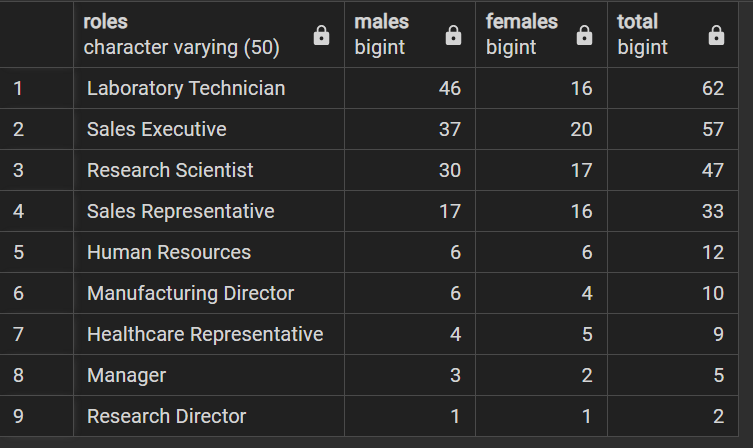 roles males females total
character varying (50) bigint bigint bigint
1 Laboratory Technician 46 16 62
2 Sales Executive 37 20 57
3 Research Scientist 30 17 47
4 Sales Representative 17 16 33
5 Human Resources 6 6 12
6 Manufacturing Director 6 4 10
7 Healthcare Representative 4 5 9
8 Manager 3 2 5
9 Research Director 1 1 2